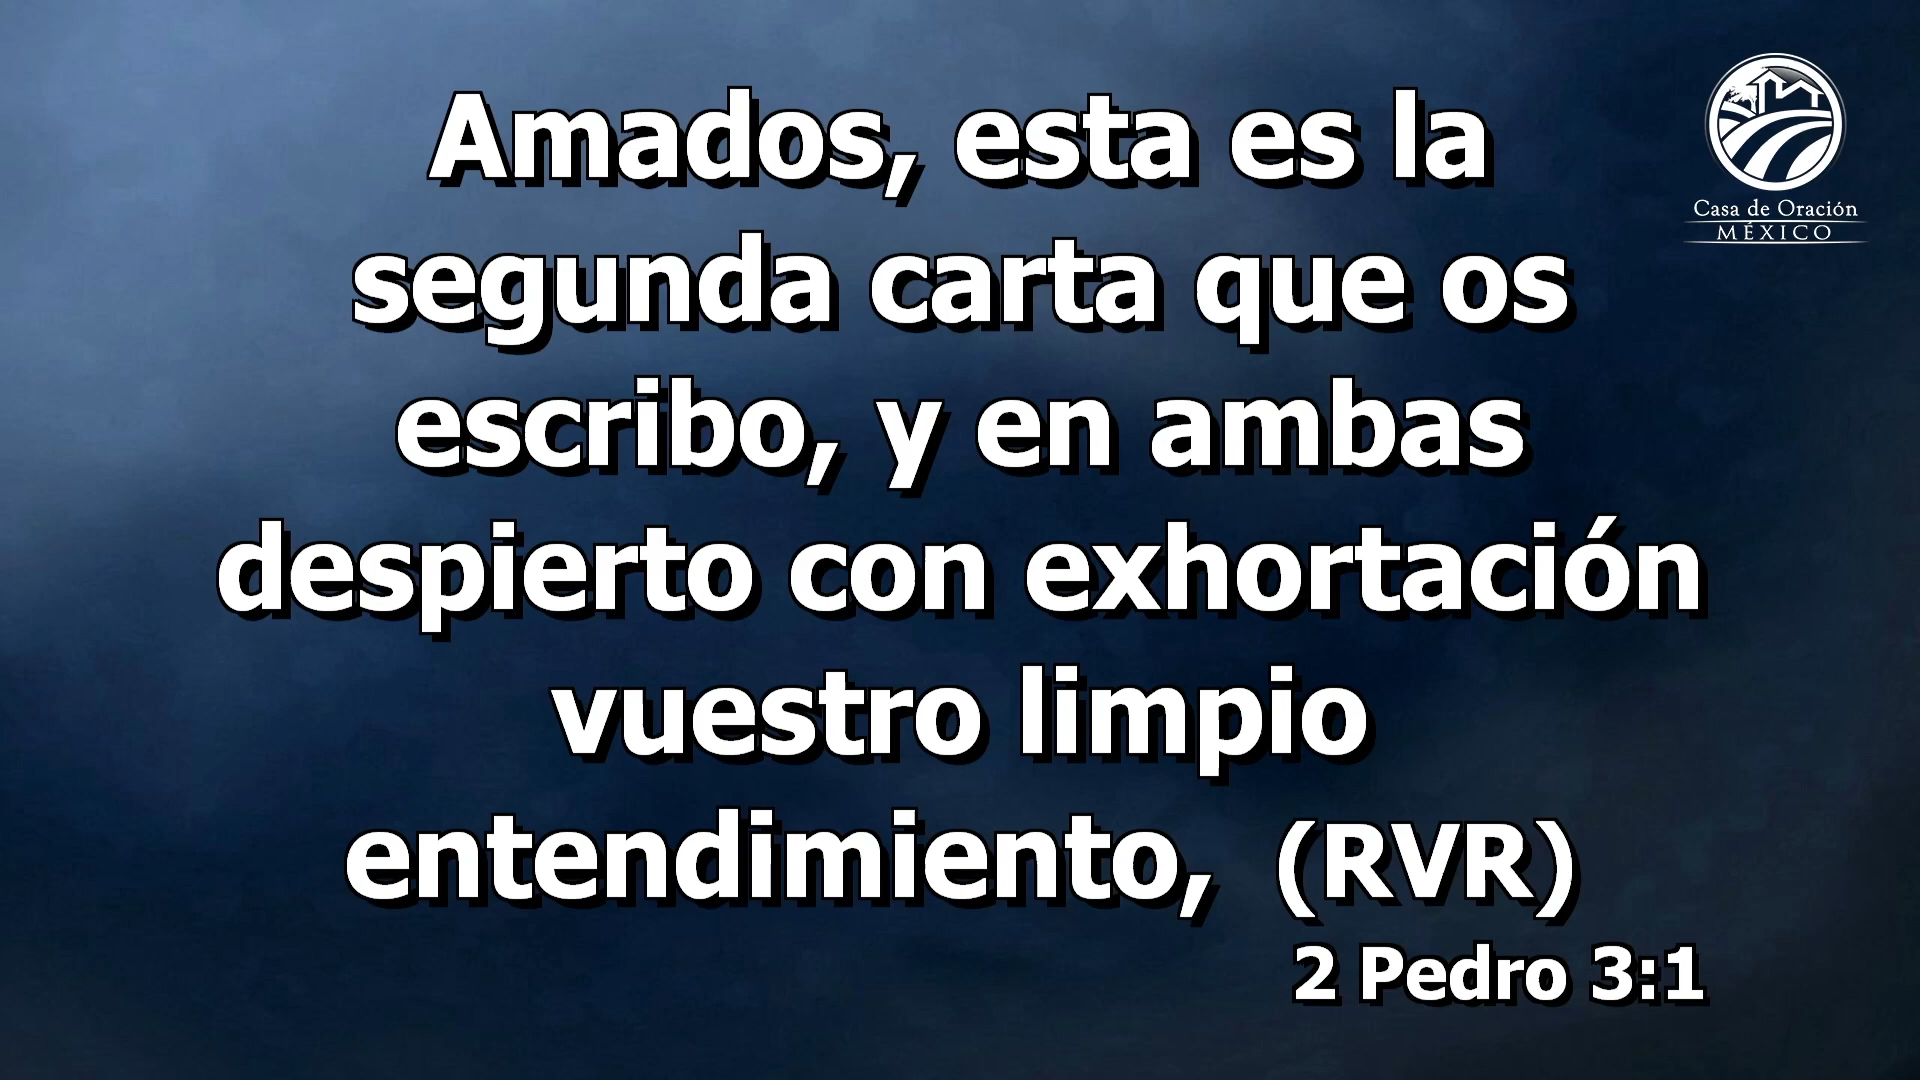 Amados, esta es la
segunda carta que os
escribo, y en ambas
despierto con exhortación
vuestro limpio
entendimiento, (RVR)
2 Pedro 3:1
Casa de Oración
MÉXICO